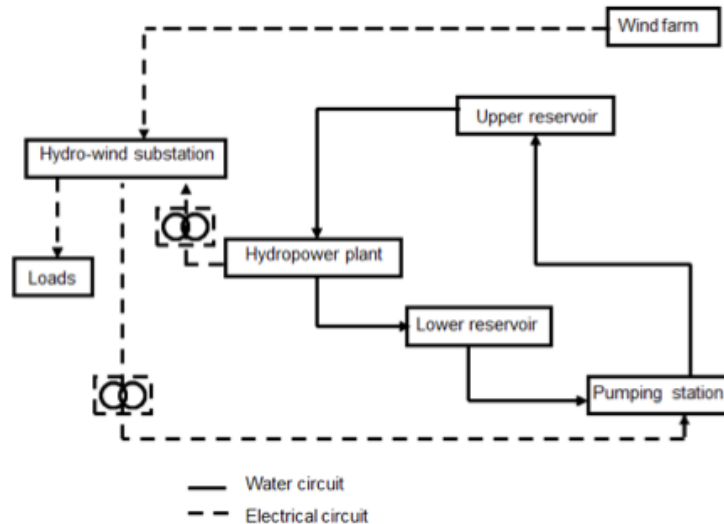 Wind farm
Upper reservoir
Hydro-wind substation
Hydropower plant
Loads
Lower reservoir
Pumping station
Water circuit
Electrical circuit